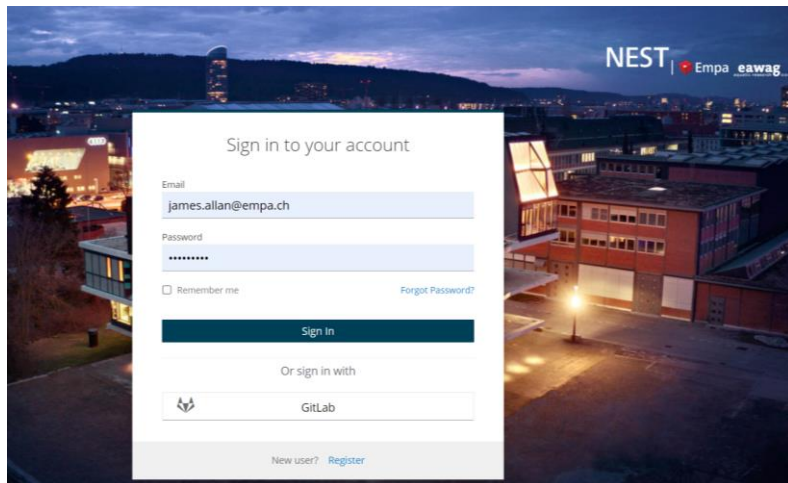 NEST | Empa eawag
Sign in to your account
Email
james.allan@empa.ch
Password
•••••••••
Remember me
Forgot Password?
Sign In
Or sign in with
GitLab
New user? Register